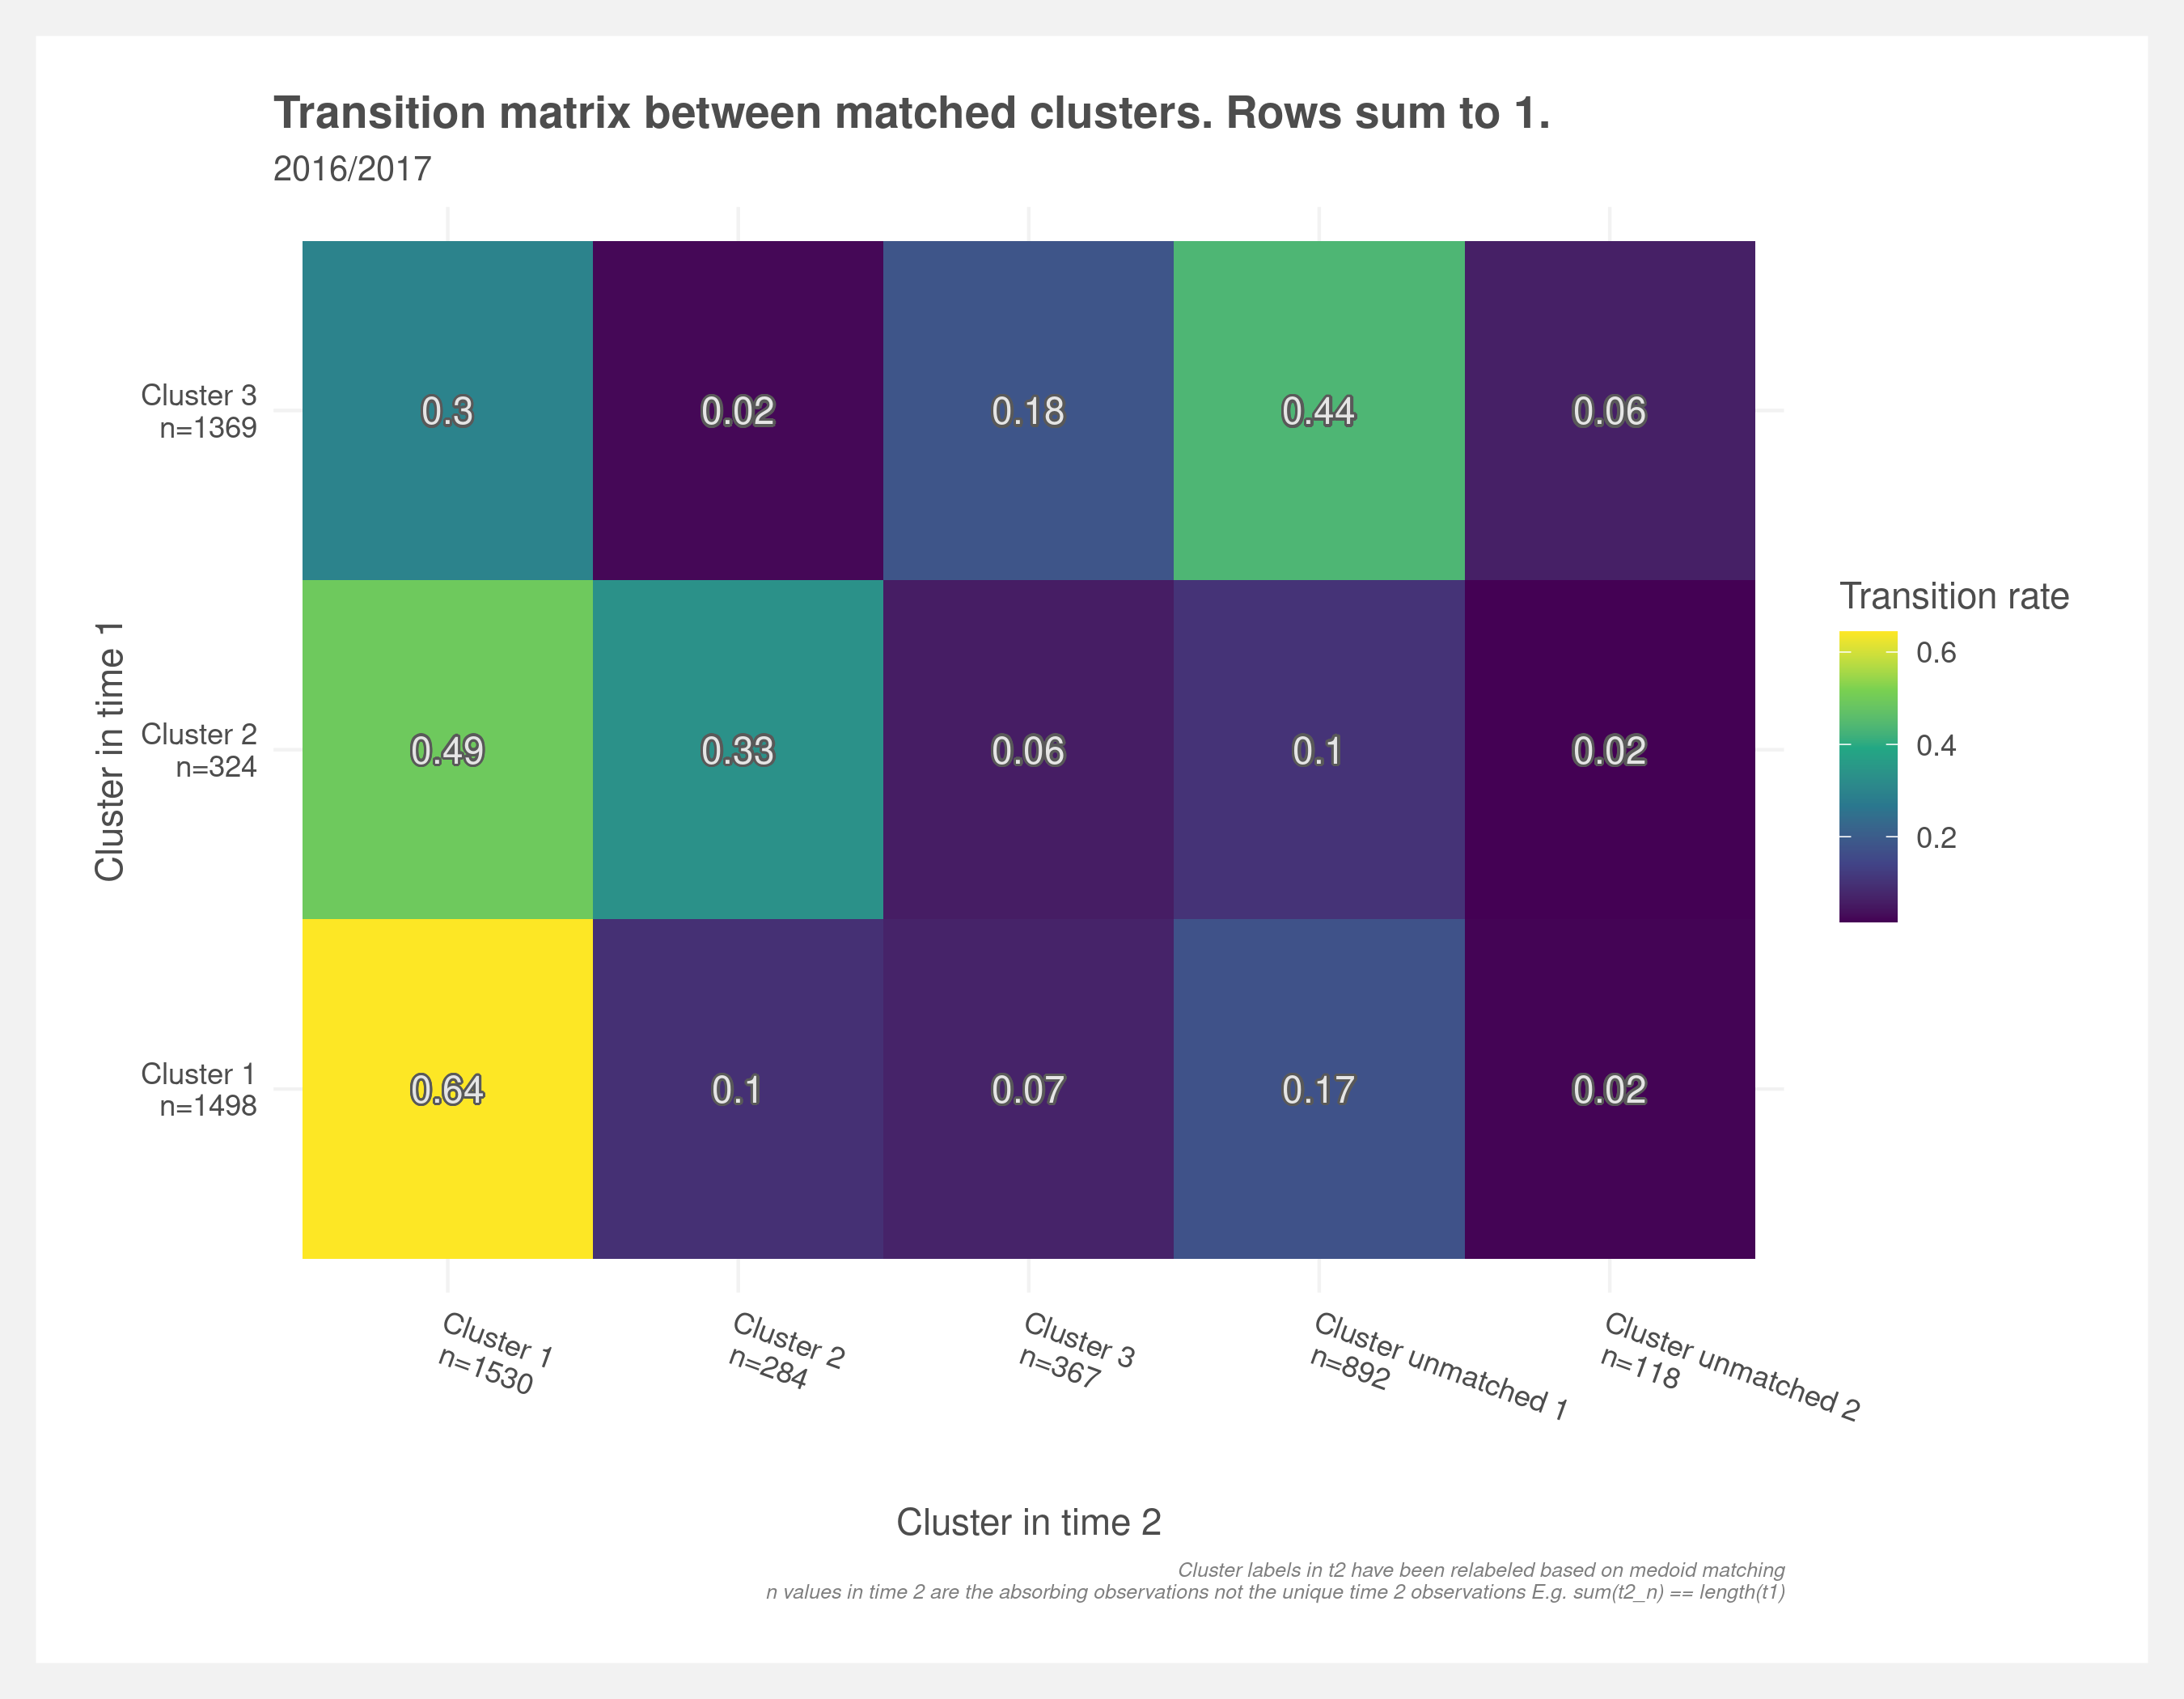 Transition matrix between matched clusters. Rows sum to 1.
2016/2017
Cluster in time 1
Cluster 3
n=1369
0.3
0.02
0.18
0.44
0.06
Cluster 2
n=324
0.49
0.33
0.06
0.1
0.02
Cluster 1
n=1498
0.64
0.1
0.07
0.17
0.02
Cluster 1
n=1530
Cluster 2
n=284
Cluster 3
n=367
Cluster unmatched 1
n=892
Cluster unmatched 2
n=118
Cluster in time 2
Transition rate
0.6
0.4
0.2
Cluster labels in t2 have been relabeled based on medoid matching
n values in time 2 are the absorbing observations not the unique time 2 observations E.g. sum(t2_n) == length(t1)